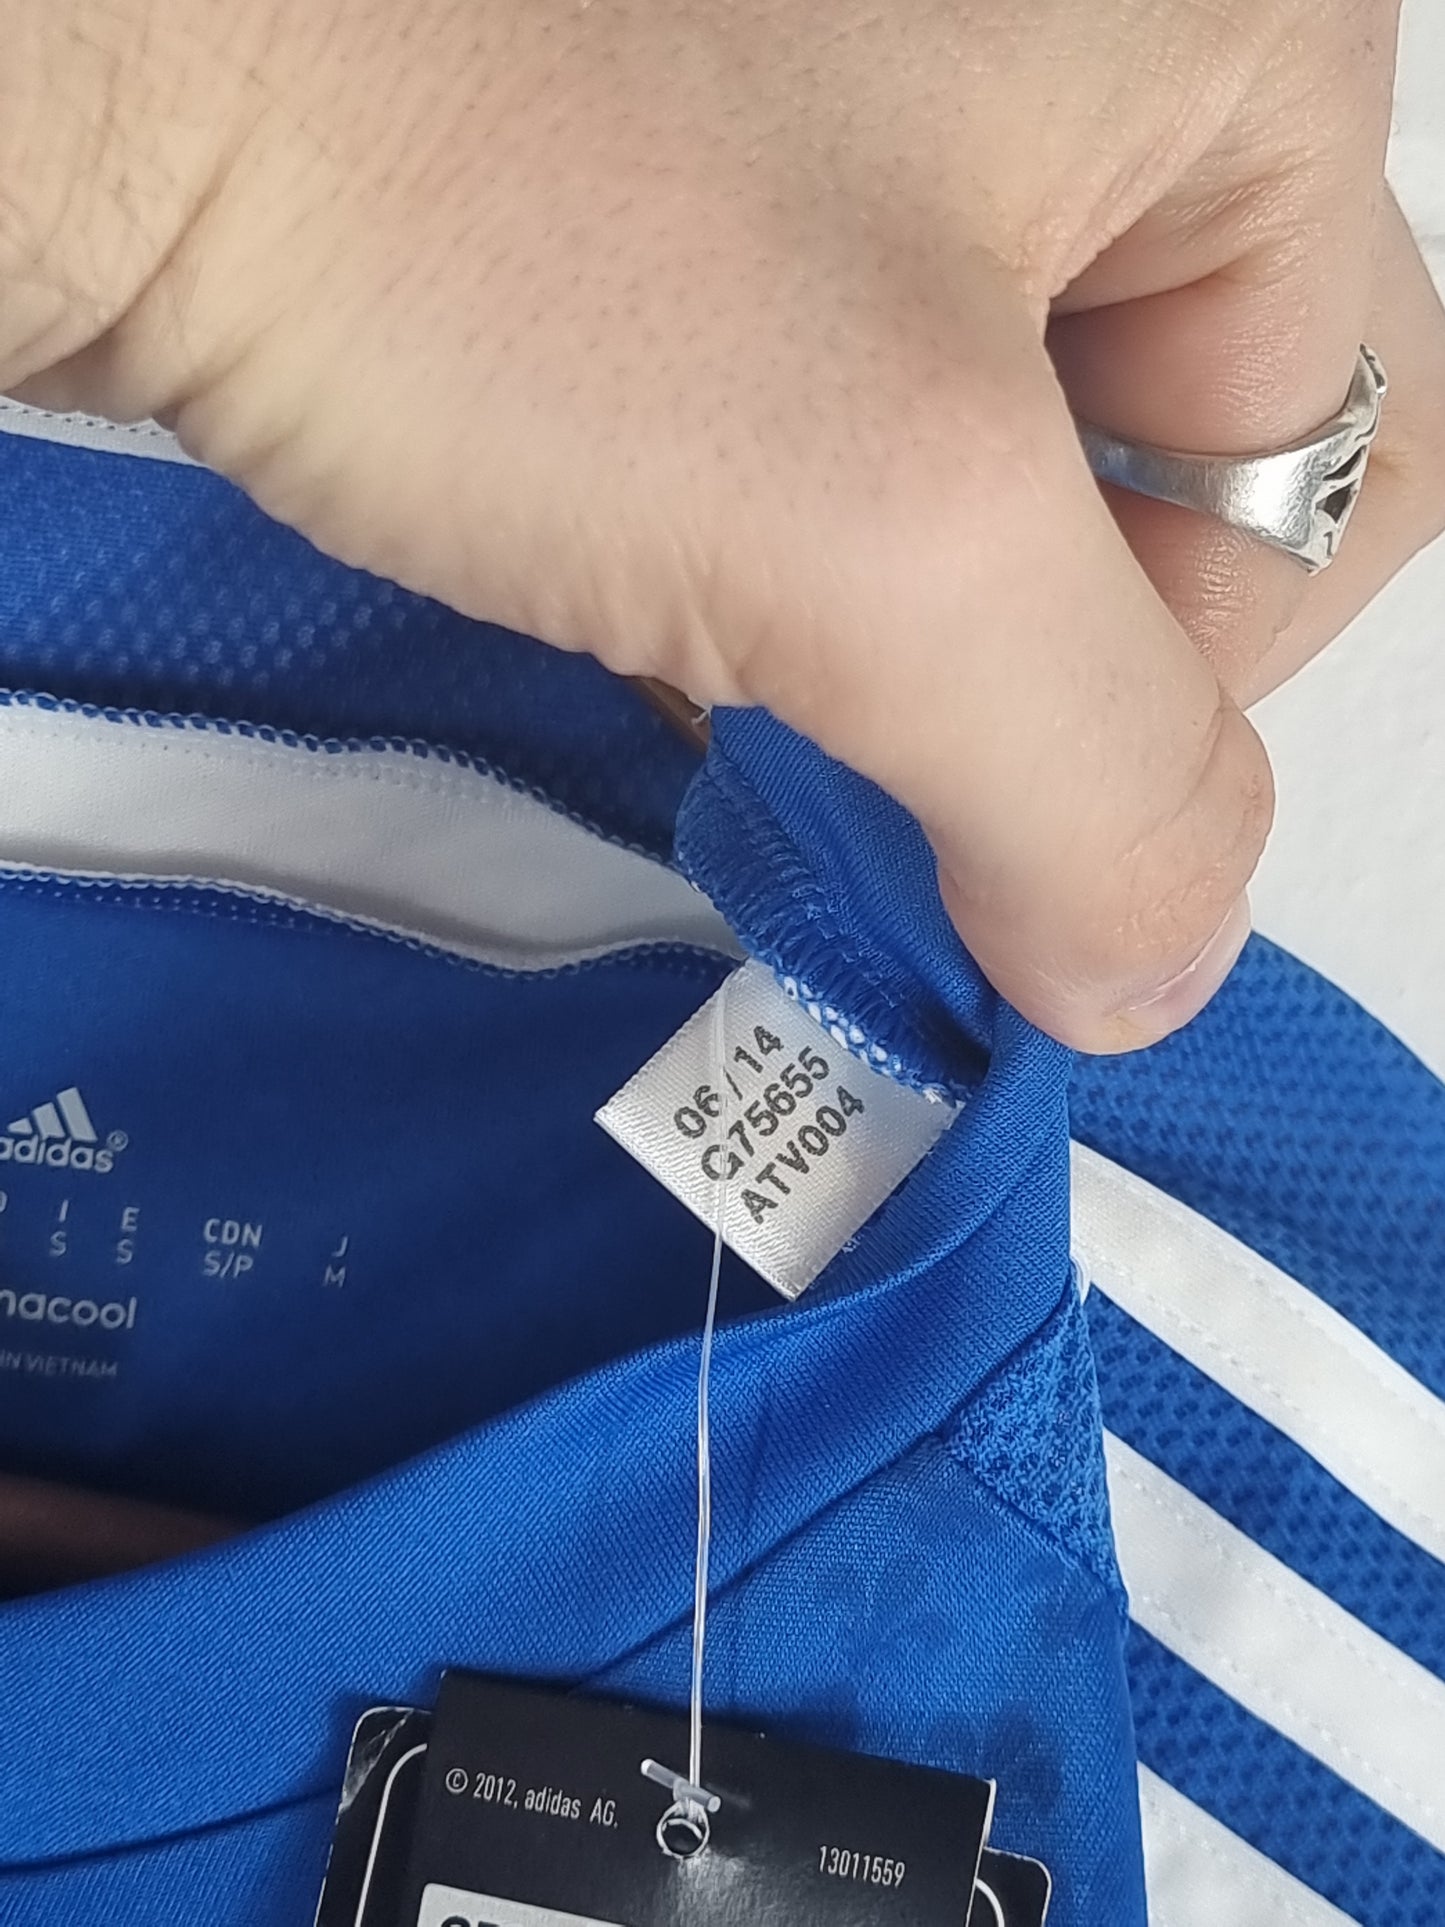 06/14
G75655
ATV004
adidas®
I E CDN J
S S S/P M
macool
IN VIETNAM
© 2012, adidas AG.
13011559